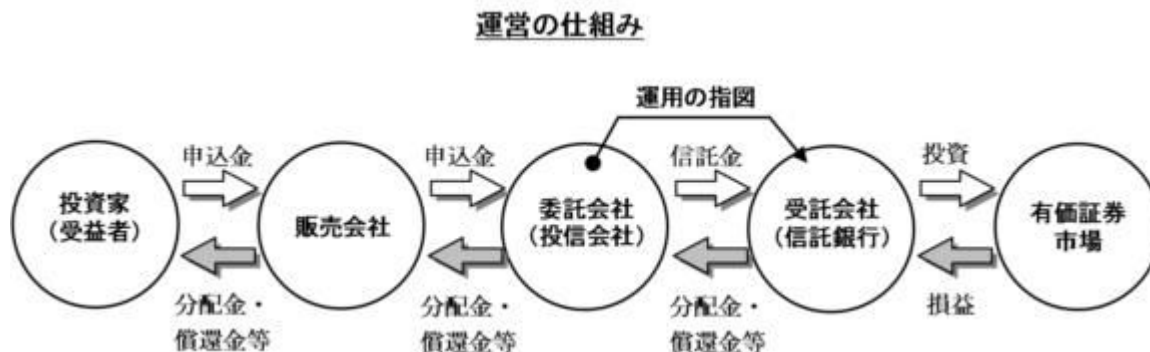 運営の仕組み
運用の指図
申込金
申込金
信託金
投資
投資家
(受益者)
販売会社
委託会社
(投信会社)
受託会社
(信託銀行)
有価証券
市場
分配金・
償還金等
分配金・
償還金等
分配金・
償還金等
損益